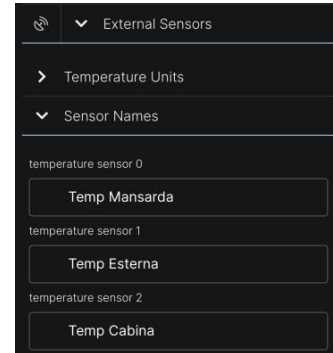 External Sensors
Temperature Units
Sensor Names
temperature sensor 0
Temp Mansarda
temperature sensor 1
Temp Esterna
temperature sensor 2
Temp Cabina